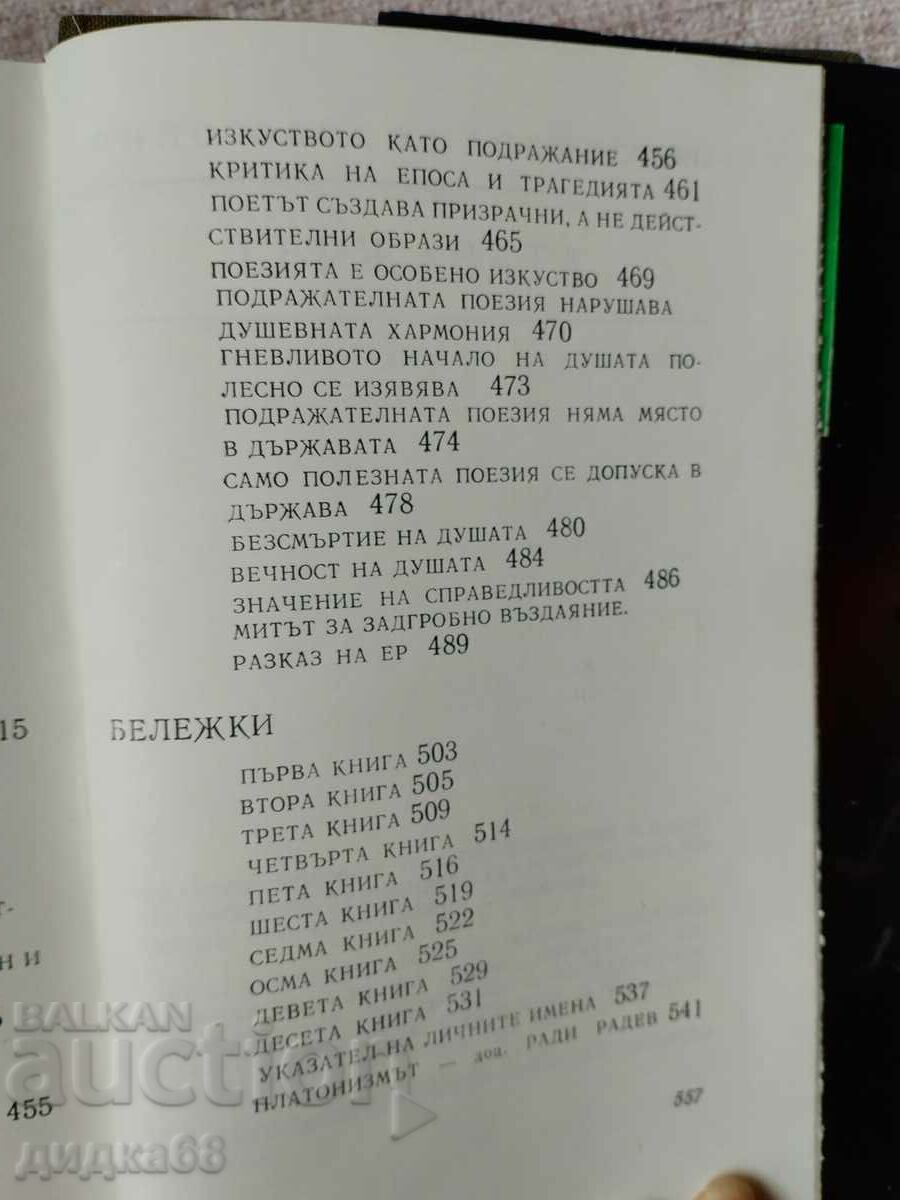 ИЗКУСТВОТО КАТО ПОДРАЖАНИЕ 456
КРИТИКА НА ЕПОСА И ТРАГЕДИЯТА 461
ПОЕТЪТ СЪЗДАВА ПРИЗРАЧНИ, А НЕ ДЕЙСТ-
СТВИТЕЛНИ ОБРАЗИ 465
ПОЕЗИЯТА Е ОСОБЕНО ИЗКУСТВО 469
ПОДРАЖАТЕЛНАТА ПОЕЗИЯ НАРУШАВА
ДУШЕВНАТА ХАРМОНИЯ 470
ГНЕВЛИВОТО НАЧАЛО НА ДУШАТА ПО-
ЛЕСНО СЕ ИЗЯВЯВА 473
ПОДРАЖАТЕЛНАТА ПОЕЗИЯ НЯМА МЯСТО
В ДЪРЖАВАТА 474
САМО ПОЛЕЗНАТА ПОЕЗИЯ СЕ ДОПУСКА В
ДЪРЖАВА 478
БЕЗСМЪРТИЕ НА ДУШАТА 480
ВЕЧНОСТ НА ДУШАТА 484
ЗНАЧЕНИЕ НА СПРАВЕДЛИВОСТТА 486
МИТЪТ ЗА ЗАДГРОБНО ВЪЗДАЯНИЕ.
РАЗКАЗ НА ЕР 489
15
БЕЛЕЖКИ
ПЪРВА КНИГА 503
ВТОРА КНИГА 505
ТРЕТА КНИГА 509
ЧЕТВЪРТА КНИГА 514
ПЕТА КНИГА 516
ШЕСТА КНИГА 519
СЕДМА КНИГА 522
ОСМА КНИГА 525
ДЕВЕТА КНИГА 529
ДЕСЕТА КНИГА 531
УКАЗАТЕЛ НА ЛИЧНИТЕ ИМЕНА 537
ПЛАТОНИЗМЪТ — доц. РАДИ РАДЕВ 541
557
Н И
455
BALKAN
auction
дидка68